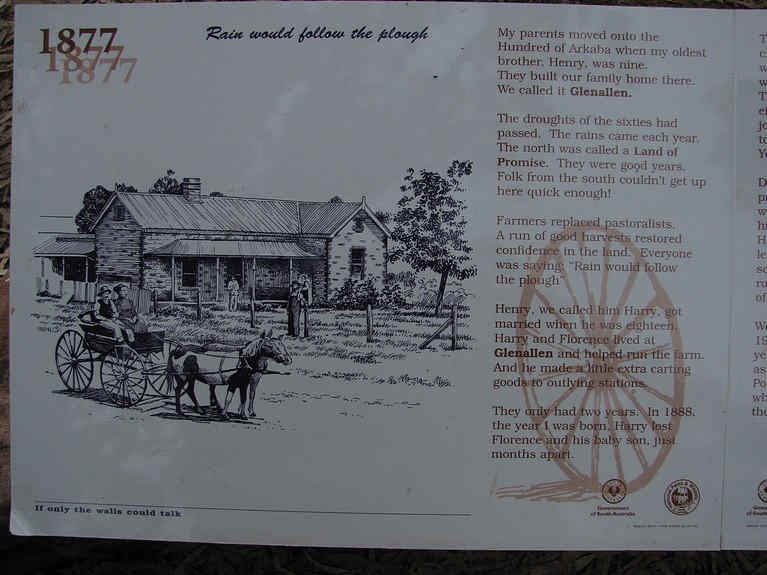 1877
1877
1877
Rain would follow the plough
My parents moved onto the
Hundred of Arkaba when my oldest
brother, Henry, was nine.
They built our family home there.
We called it Glenallen.
The droughts of the sixties had
passed. The rains came each year.
The north was called a Land of
Promise. They were good years.
Folk from the south couldn't get up
here quick enough!
Farmers replaced pastoralists.
A run of good harvests restored
confidence in the land. Everyone
was saying; "Rain would follow
the plough"
Henry, we called him Harry, got
married when he was eighteen.
Harry and Florence lived at
Glenallen and helped run the farm.
And he made a little extra carting
goods to outlying stations.
They only had two years. In 1888,
the year I was born, Harry lost
Florence and his baby son, just
months apart.
If only the walls could talk
Government
of South Australia